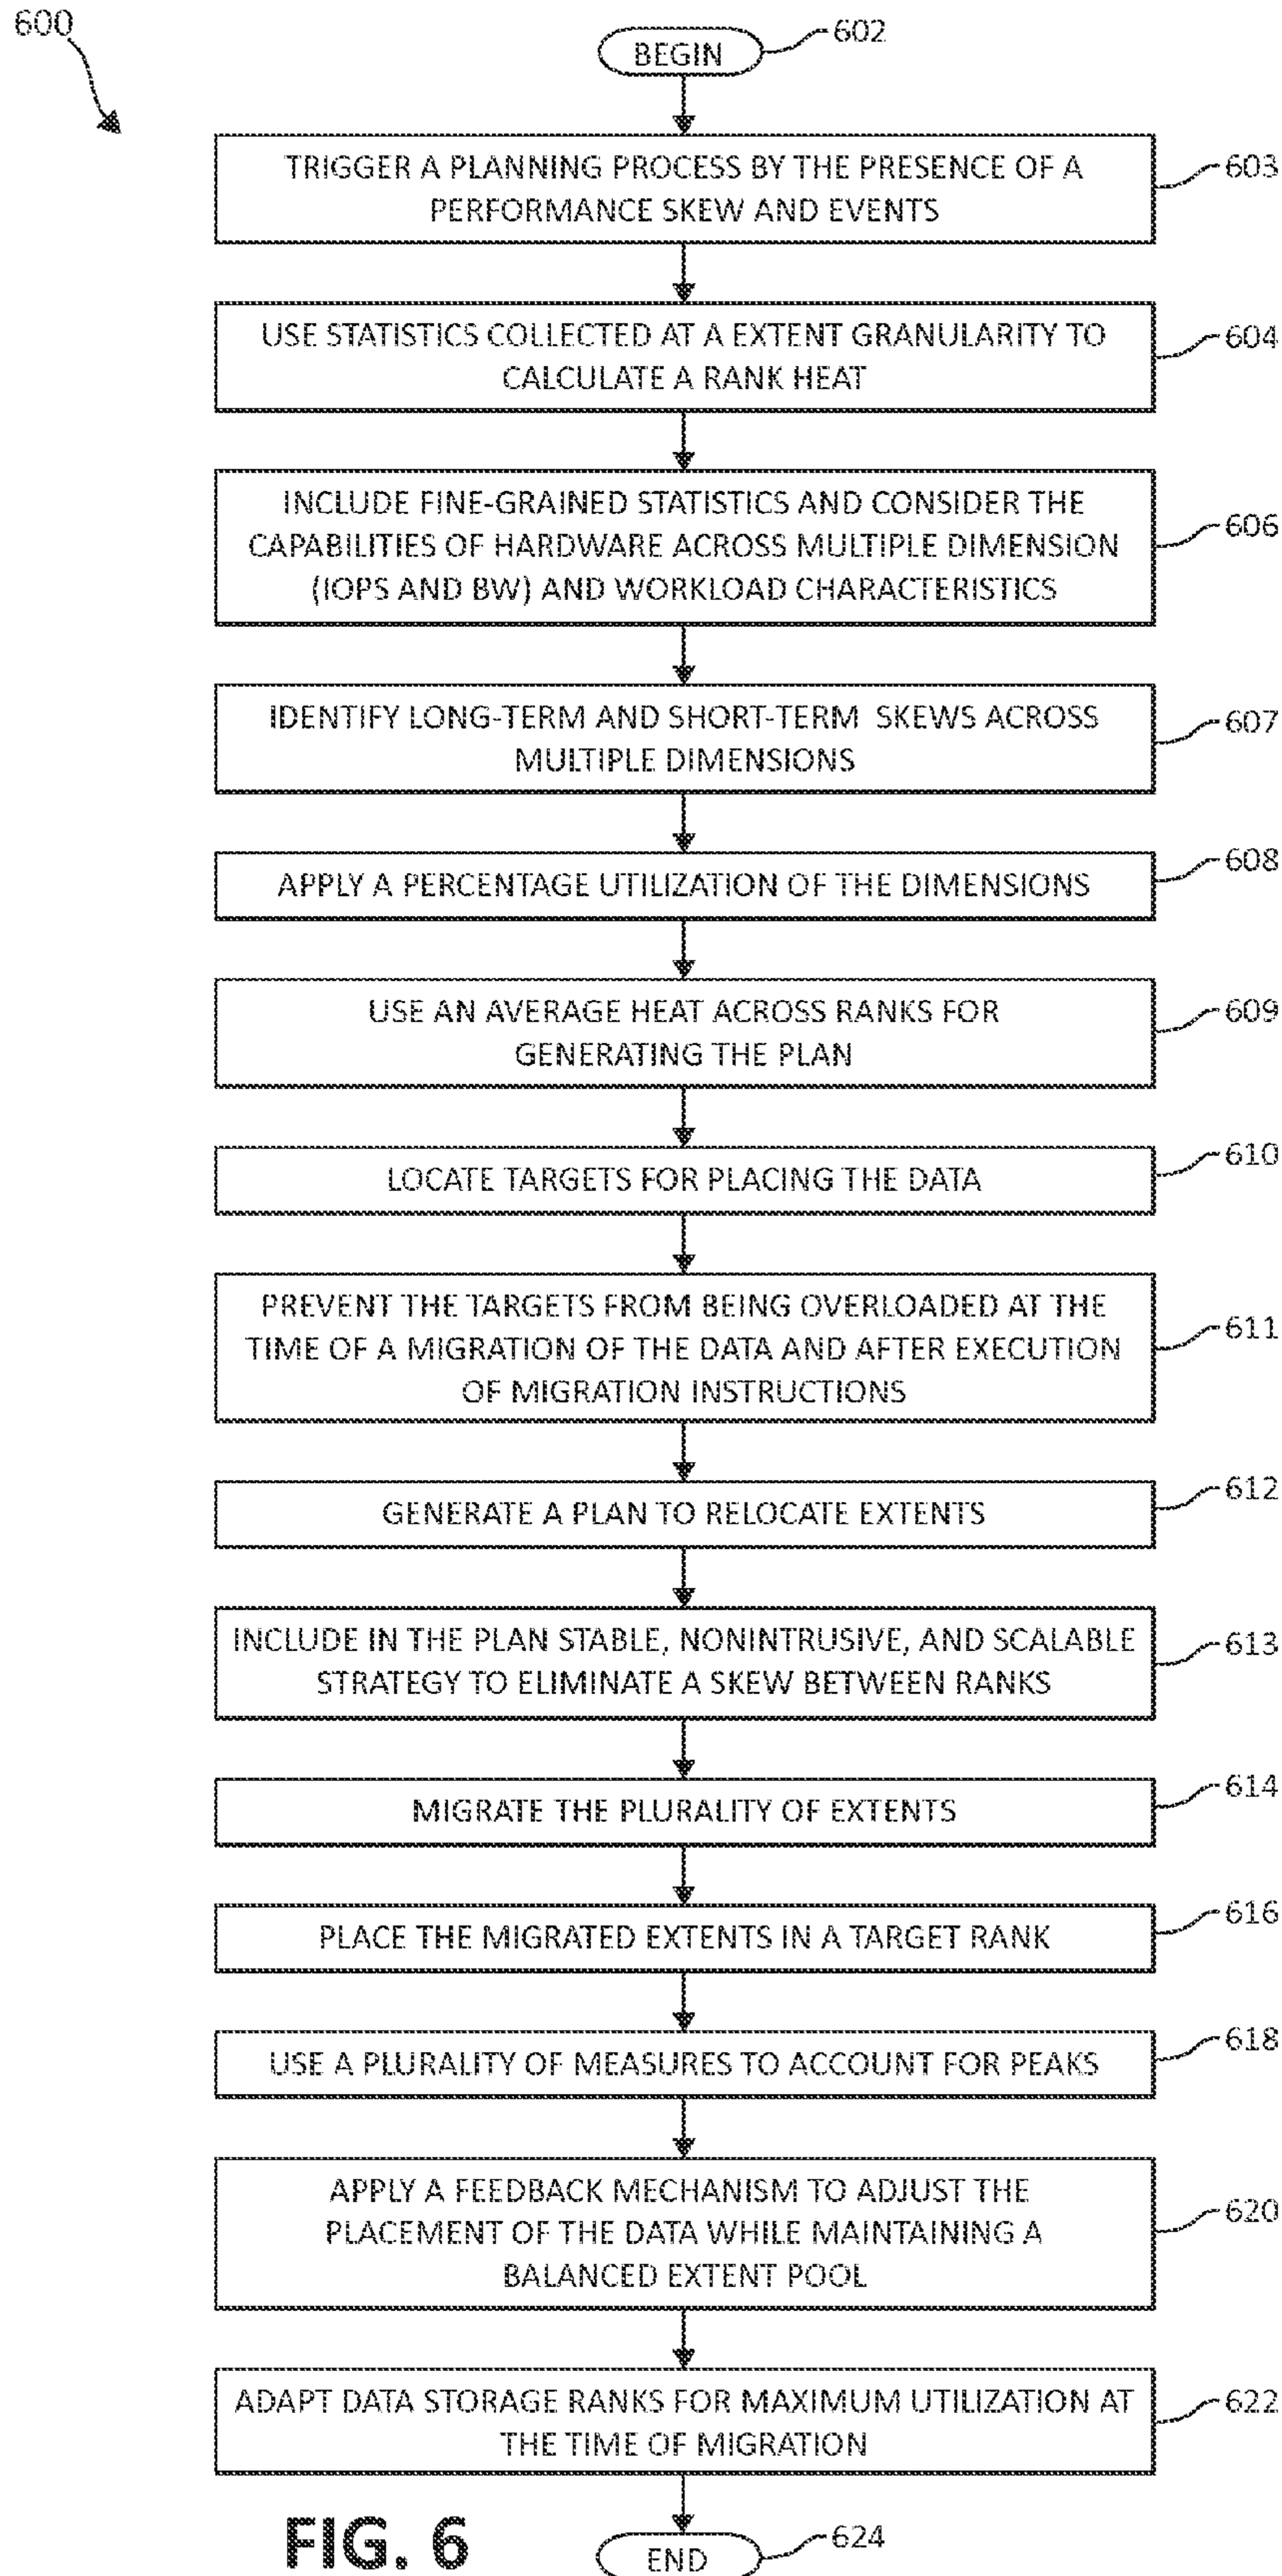 600
BEGIN
602
TRIGGER A PLANNING PROCESS BY THE PRESENCE OF A
PERFORMANCE SKEW AND EVENTS
603
USE STATISTICS COLLECTED AT A EXTENT GRANULARITY TO
CALCULATE A RANK HEAT
604
INCLUDE FINE-GRAINED STATISTICS AND CONSIDER THE
CAPABILITIES OF HARDWARE ACROSS MULTIPLE DIMENSION
(IOPS AND BW) AND WORKLOAD CHARACTERISTICS
606
IDENTIFY LONG-TERM AND SHORT-TERM SKEWS ACROSS
MULTIPLE DIMENSIONS
607
APPLY A PERCENTAGE UTILIZATION OF THE DIMENSIONS
608
USE AN AVERAGE HEAT ACROSS RANKS FOR
GENERATING THE PLAN
609
LOCATE TARGETS FOR PLACING THE DATA
610
PREVENT THE TARGETS FROM BEING OVERLOADED AT THE
TIME OF A MIGRATION OF THE DATA AND AFTER EXECUTION
OF MIGRATION INSTRUCTIONS
611
GENERATE A PLAN TO RELOCATE EXTENTS
612
INCLUDE IN THE PLAN STABLE, NONINTRUSIVE, AND SCALABLE
STRATEGY TO ELIMINATE A SKEW BETWEEN RANKS
613
MIGRATE THE PLURALITY OF EXTENTS
614
PLACE THE MIGRATED EXTENTS IN A TARGET RANK
616
USE A PLURALITY OF MEASURES TO ACCOUNT FOR PEAKS
618
APPLY A FEEDBACK MECHANISM TO ADJUST THE
PLACEMENT OF THE DATA WHILE MAINTAINING A
BALANCED EXTENT POOL
620
ADAPT DATA STORAGE RANKS FOR MAXIMUM UTILIZATION AT
THE TIME OF MIGRATION
622
FIG. 6
END
624